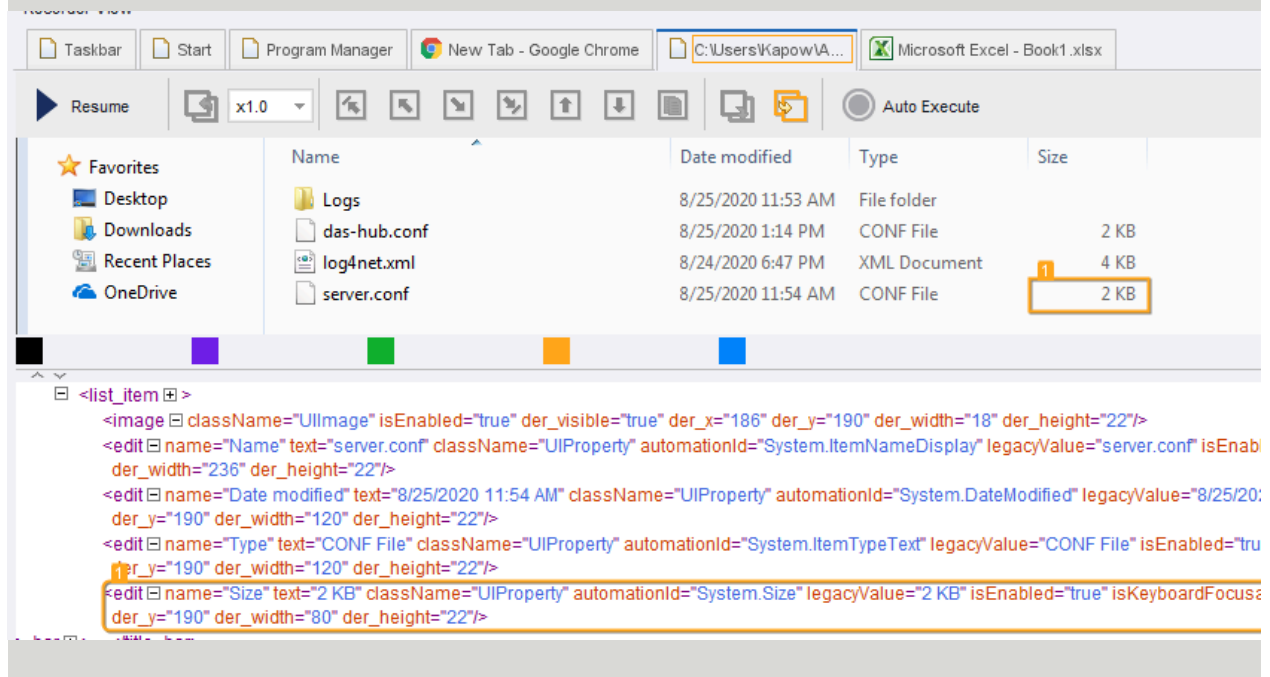 Recorder View
Taskbar Start Program Manager New Tab - Google Chrome C:\Users\Kapow\A... Microsoft Excel - Book1.xlsx
Resume x1.0 Auto Execute
Favorites Name Date modified Type Size
Desktop Logs 8/25/2020 11:53 AM File folder
Downloads das-hub.conf 8/25/2020 1:14 PM CONF File 2 KB
Recent Places log4net.xml 8/24/2020 6:47 PM XML Document 4 KB
1
OneDrive server.conf 8/25/2020 11:54 AM CONF File 2 KB
<list_item >
<image className="UIImage" isEnabled="true" der_visible="true" der_x="186" der_y="190" der_width="18" der_height="22"/>
<edit name="Name" text="server.conf" className="UIProperty" automationId="System.ItemNameDisplay" legacyValue="server.conf" isEnab
der_width="236" der_height="22"/>
<edit name="Date modified" text="8/25/2020 11:54 AM" className="UIProperty" automationId="System.DateModified" legacyValue="8/25/202
der_y="190" der_width="120" der_height="22"/>
<edit name="Type" text="CONF File" className="UIProperty" automationId="System.ItemTypeText" legacyValue="CONF File" isEnabled="tru
der_y="190" der_width="120" der_height="22"/>
1
<edit name="Size" text="2 KB" className="UIProperty" automationId="System.Size" legacyValue="2 KB" isEnabled="true" isKeyboardFocusa
der_y="190" der_width="80" der_height="22"/>